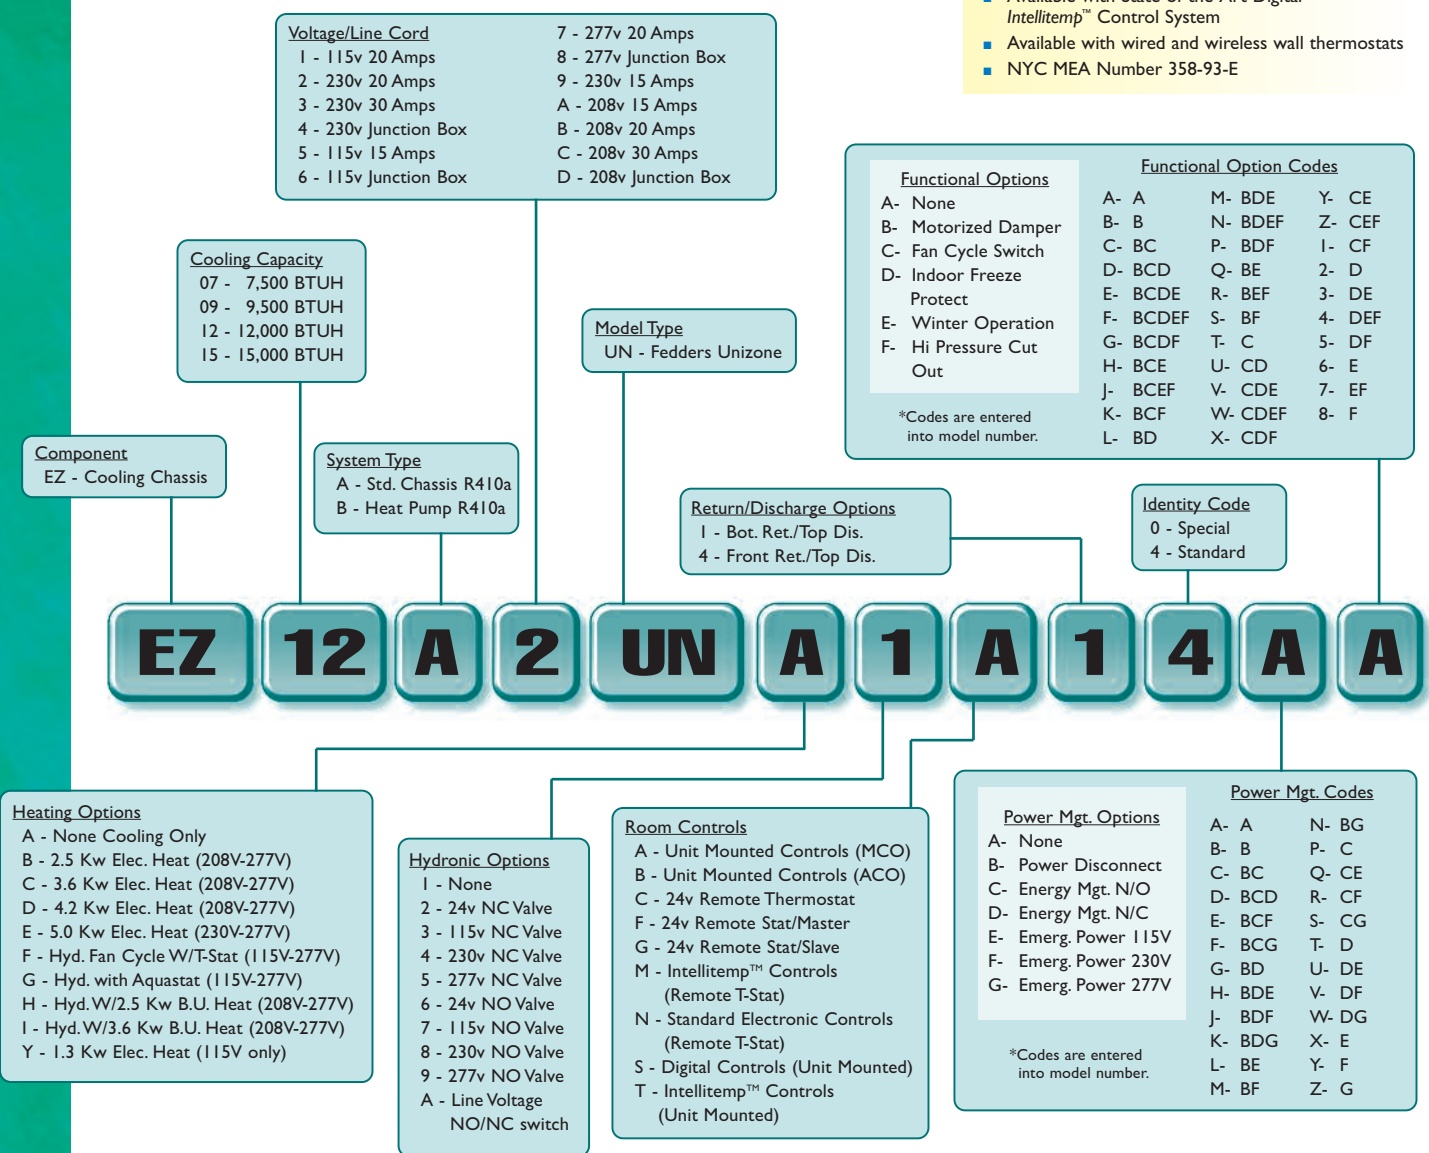 Intellitemp™ Control System
■ Available with wired and wireless wall thermostats
■ NYC MEA Number 358-93-E
Voltage/Line Cord
1 - 115v 20 Amps
2 - 230v 20 Amps
3 - 230v 30 Amps
4 - 230v Junction Box
5 - 115v 15 Amps
6 - 115v Junction Box
7 - 277v 20 Amps
8 - 277v Junction Box
9 - 230v 15 Amps
A - 208v 15 Amps
B - 208v 20 Amps
C - 208v 30 Amps
D - 208v Junction Box
Cooling Capacity
07 - 7,500 BTUH
09 - 9,500 BTUH
12 - 12,000 BTUH
15 - 15,000 BTUH
Model Type
UN - Fedders Unizone
Functional Options
A- None
B- Motorized Damper
C- Fan Cycle Switch
D- Indoor Freeze
Protect
E- Winter Operation
F- Hi Pressure Cut
Out
*Codes are entered
into model number.
Functional Option Codes
A- A
B- B
C- BC
D- BCD
E- BCDE
F- BCDEF
G- BCDF
H- BCE
J- BCEF
K- BCF
L- BD
M- BDE
N- BDEF
P- BDF
Q- BE
R- BEF
S- BF
T- C
U- CD
V- CDE
W- CDEF
X- CDF
Y- CE
Z- CEF
1- CF
2- D
3- DE
4- DEF
5- DF
6- E
7- EF
8- F
Component
EZ - Cooling Chassis
System Type
A - Std. Chassis R410a
B - Heat Pump R410a
Return/Discharge Options
1 - Bot. Ret./Top Dis.
4 - Front Ret./Top Dis.
Identity Code
0 - Special
4 - Standard
EZ 12 A 2 UN A 1 A 1 4 A A
Heating Options
A - None Cooling Only
B - 2.5 Kw Elec. Heat (208V-277V)
C - 3.6 Kw Elec. Heat (208V-277V)
D - 4.2 Kw Elec. Heat (208V-277V)
E - 5.0 Kw Elec. Heat (230V-277V)
F - Hyd. Fan Cycle W/T-Stat (115V-277V)
G - Hyd. with Aquastat (115V-277V)
H - Hyd. W/2.5 Kw B.U. Heat (208V-277V)
I - Hyd. W/3.6 Kw B.U. Heat (208V-277V)
Y - 1.3 Kw Elec. Heat (115V only)
Hydronic Options
1 - None
2 - 24v NC Valve
3 - 115v NC Valve
4 - 230v NC Valve
5 - 277v NC Valve
6 - 24v NO Valve
7 - 115v NO Valve
8 - 230v NO Valve
9 - 277v NO Valve
A - Line Voltage
NO/NC switch
Room Controls
A - Unit Mounted Controls (MCO)
B - Unit Mounted Controls (ACO)
C - 24v Remote Thermostat
F - 24v Remote Stat/Master
G - 24v Remote Stat/Slave
M - Intellitemp™ Controls
(Remote T-Stat)
N - Standard Electronic Controls
(Remote T-Stat)
S - Digital Controls (Unit Mounted)
T - Intellitemp™ Controls
(Unit Mounted)
Power Mgt. Options
A- None
B- Power Disconnect
C- Energy Mgt. N/O
D- Energy Mgt. N/C
E- Emerg. Power 115V
F- Emerg. Power 230V
G- Emerg. Power 277V
*Codes are entered
into model number.
Power Mgt. Codes
A- A
B- B
C- BC
D- BCD
E- BCF
F- BCG
G- BD
H- BDE
J- BDF
K- BDG
L- BE
M- BF
N- BG
P- C
Q- CE
R- CF
S- CG
T- D
U- DE
V- DF
W- DG
X- E
Y- F
Z- G